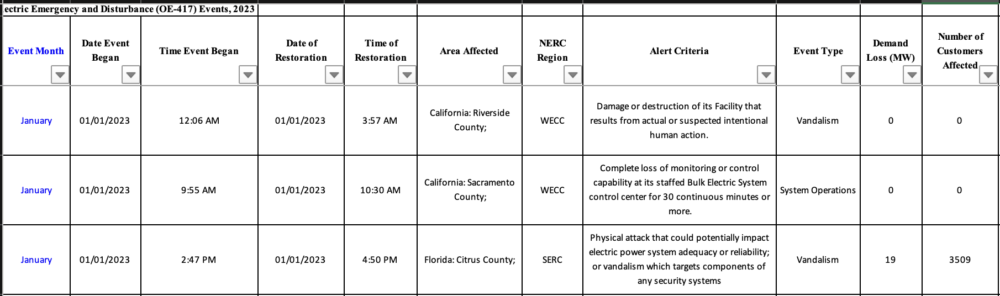 ectric Emergency and Disturbance (OE-417) Events, 2023
Event Month
Date Event
Began
Time Event Began
Date of
Restoration
Time of
Restoration
Area Affected
NERC
Region
Alert Criteria
Event Type
Demand
Loss (MW)
Number of
Customers
Affected
January
01/01/2023
12:06 AM
01/01/2023
3:57 AM
California: Riverside
County;
WECC
Damage or destruction of its Facility that
results from actual or suspected intentional
human action.
Vandalism
0
0
January
01/01/2023
9:55 AM
01/01/2023
10:30 AM
California: Sacramento
County;
WECC
Complete loss of monitoring or control
capability at its staffed Bulk Electric System
control center for 30 continuous minutes or
more.
System Operations
0
0
January
01/01/2023
2:47 PM
01/01/2023
4:50 PM
Florida: Citrus County;
SERC
Physical attack that could potentially impact
electric power system adequacy or reliability;
or vandalism which targets components of
any security systems
Vandalism
19
3509